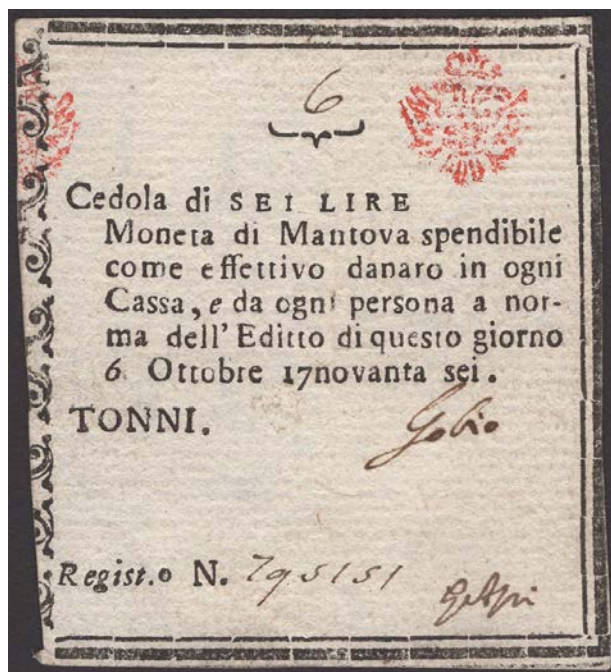 6
Cedola di SEI LIRE
Moneta di Mantova spendibile
come effettivo danaro in ogni
Cassa, e da ogni persona a nor-
ma dell' Editto di questo giorno
6 Ottobre 17novanta sei.
TONNI. Gobio
Regist.o N. 795151